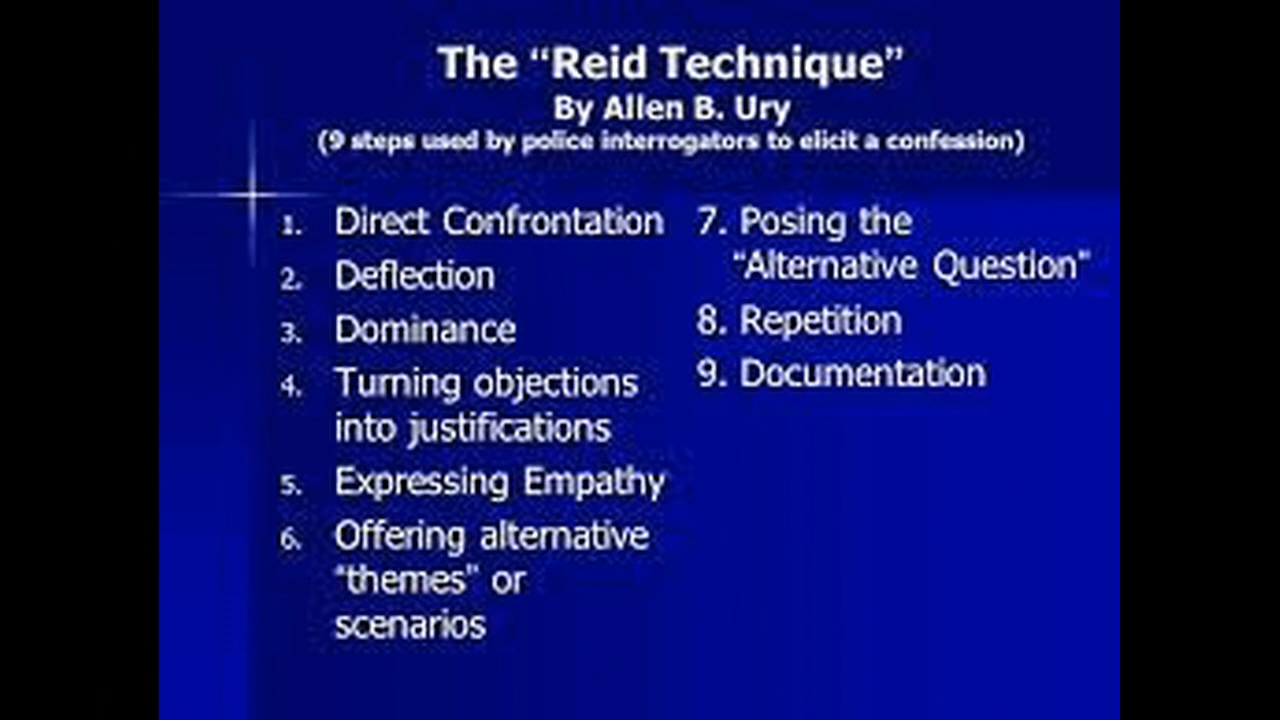 The “Reid Technique”
By Allen B. Ury
(9 steps used by police interrogators to elicit a confession)
1. Direct Confrontation
2. Deflection
3. Dominance
4. Turning objections
into justifications
5. Expressing Empathy
6. Offering alternative
“themes” or
scenarios
7. Posing the
“Alternative Question”
8. Repetition
9. Documentation